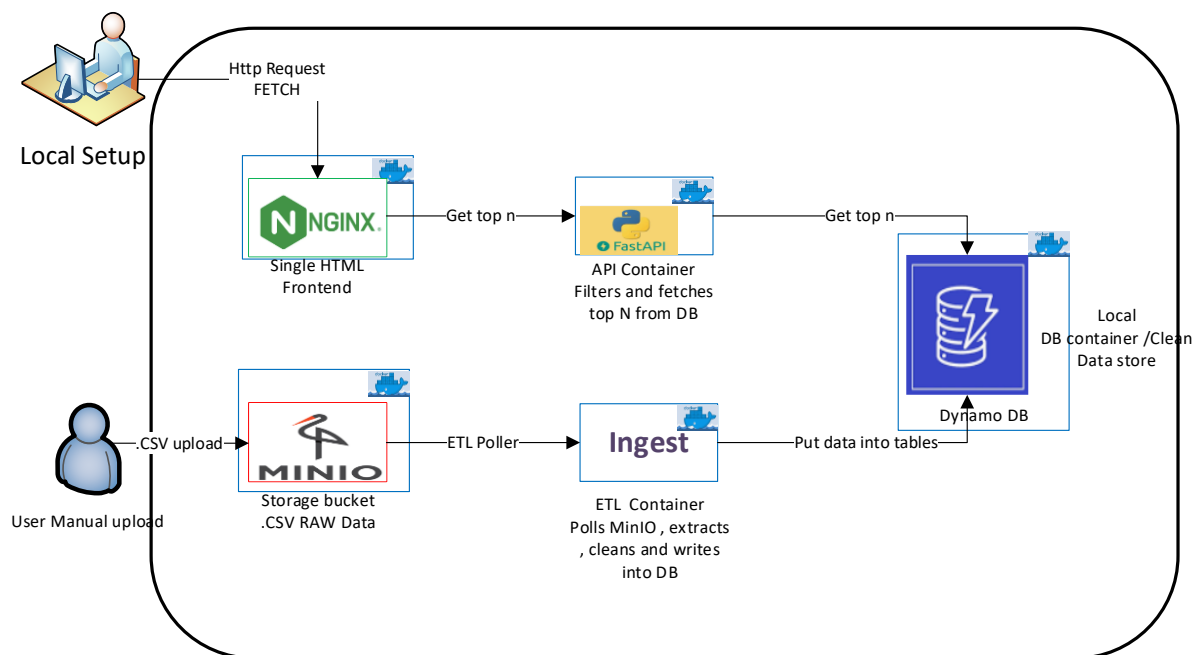 Http Request
FETCH
Local Setup
NGINX.
Get top n
FastAPI
Get top n
Single HTML
Frontend
API Container
Filters and fetches
top N from DB
Local
DB container /Clean
Data store
Dynamo DB
.CSV upload
MINIO
ETL Poller
Ingest
Put data into tables
User Manual upload
Storage bucket
.CSV RAW Data
ETL Container
Polls MinIO , extracts
, cleans and writes
into DB